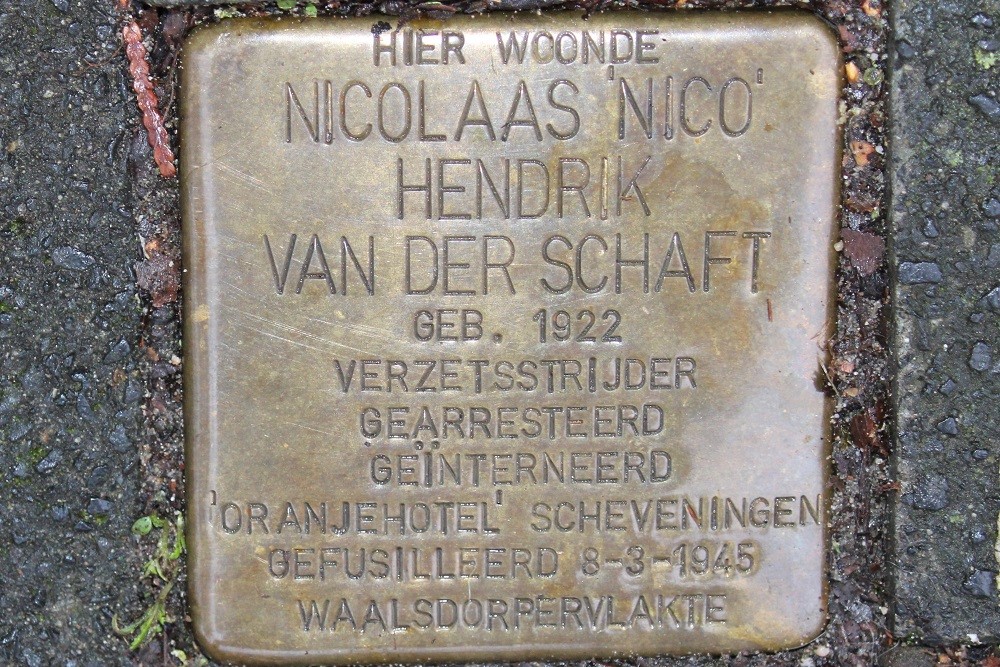 HIER WOONDE
NICOLAAS 'NICO'
HENDRIK
VAN DER SCHAFT
GEB. 1922
VERZETSSTRIJDER
GEARRESTEERD
GEÏNTERNEERD
'ORANJEHOTEL' SCHEVENINGEN
GEFUSILLEERD 8-3-1945
WAALSDORPERVLAKTE